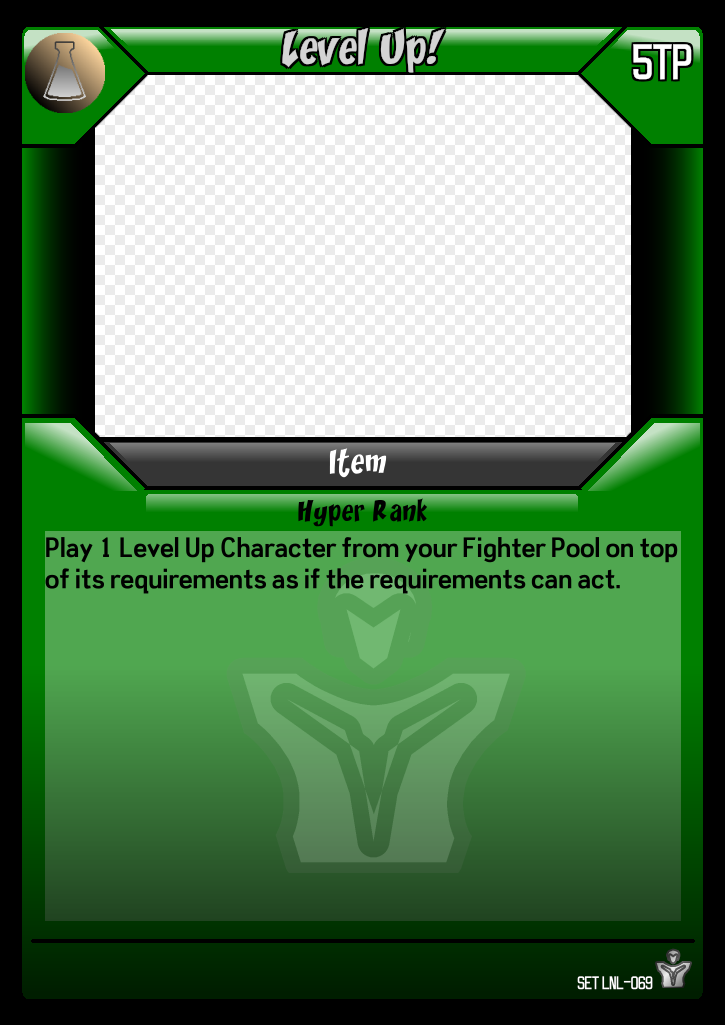 Level Up!
5TP
Item
Hyper Rank
Play 1 Level Up Character from your Fighter Pool on top
of its requirements as if the requirements can act.
SET LNL-069